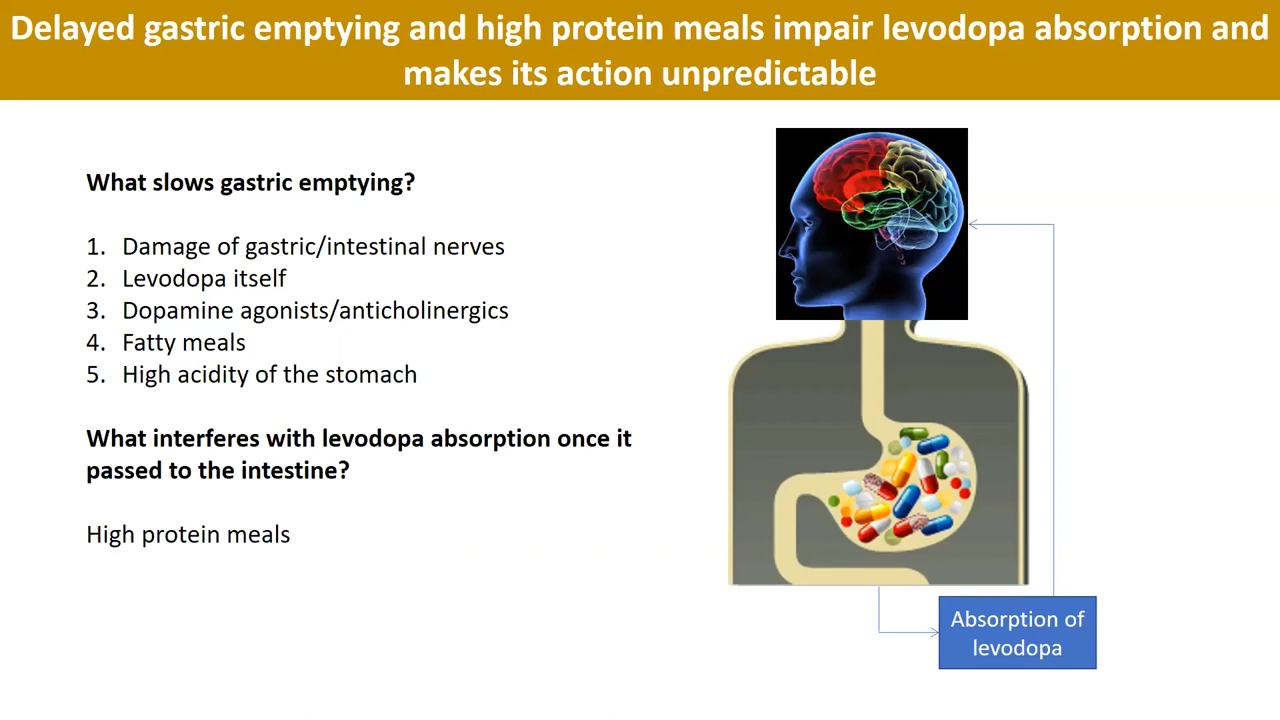 Delayed gastric emptying and high protein meals impair levodopa absorption and
makes its action unpredictable
What slows gastric emptying?
1. Damage of gastric/intestinal nerves
2. Levodopa itself
3. Dopamine agonists/anticholinergics
4. Fatty meals
5. High acidity of the stomach
What interferes with levodopa absorption once it
passed to the intestine?
High protein meals
Absorption of
levodopa